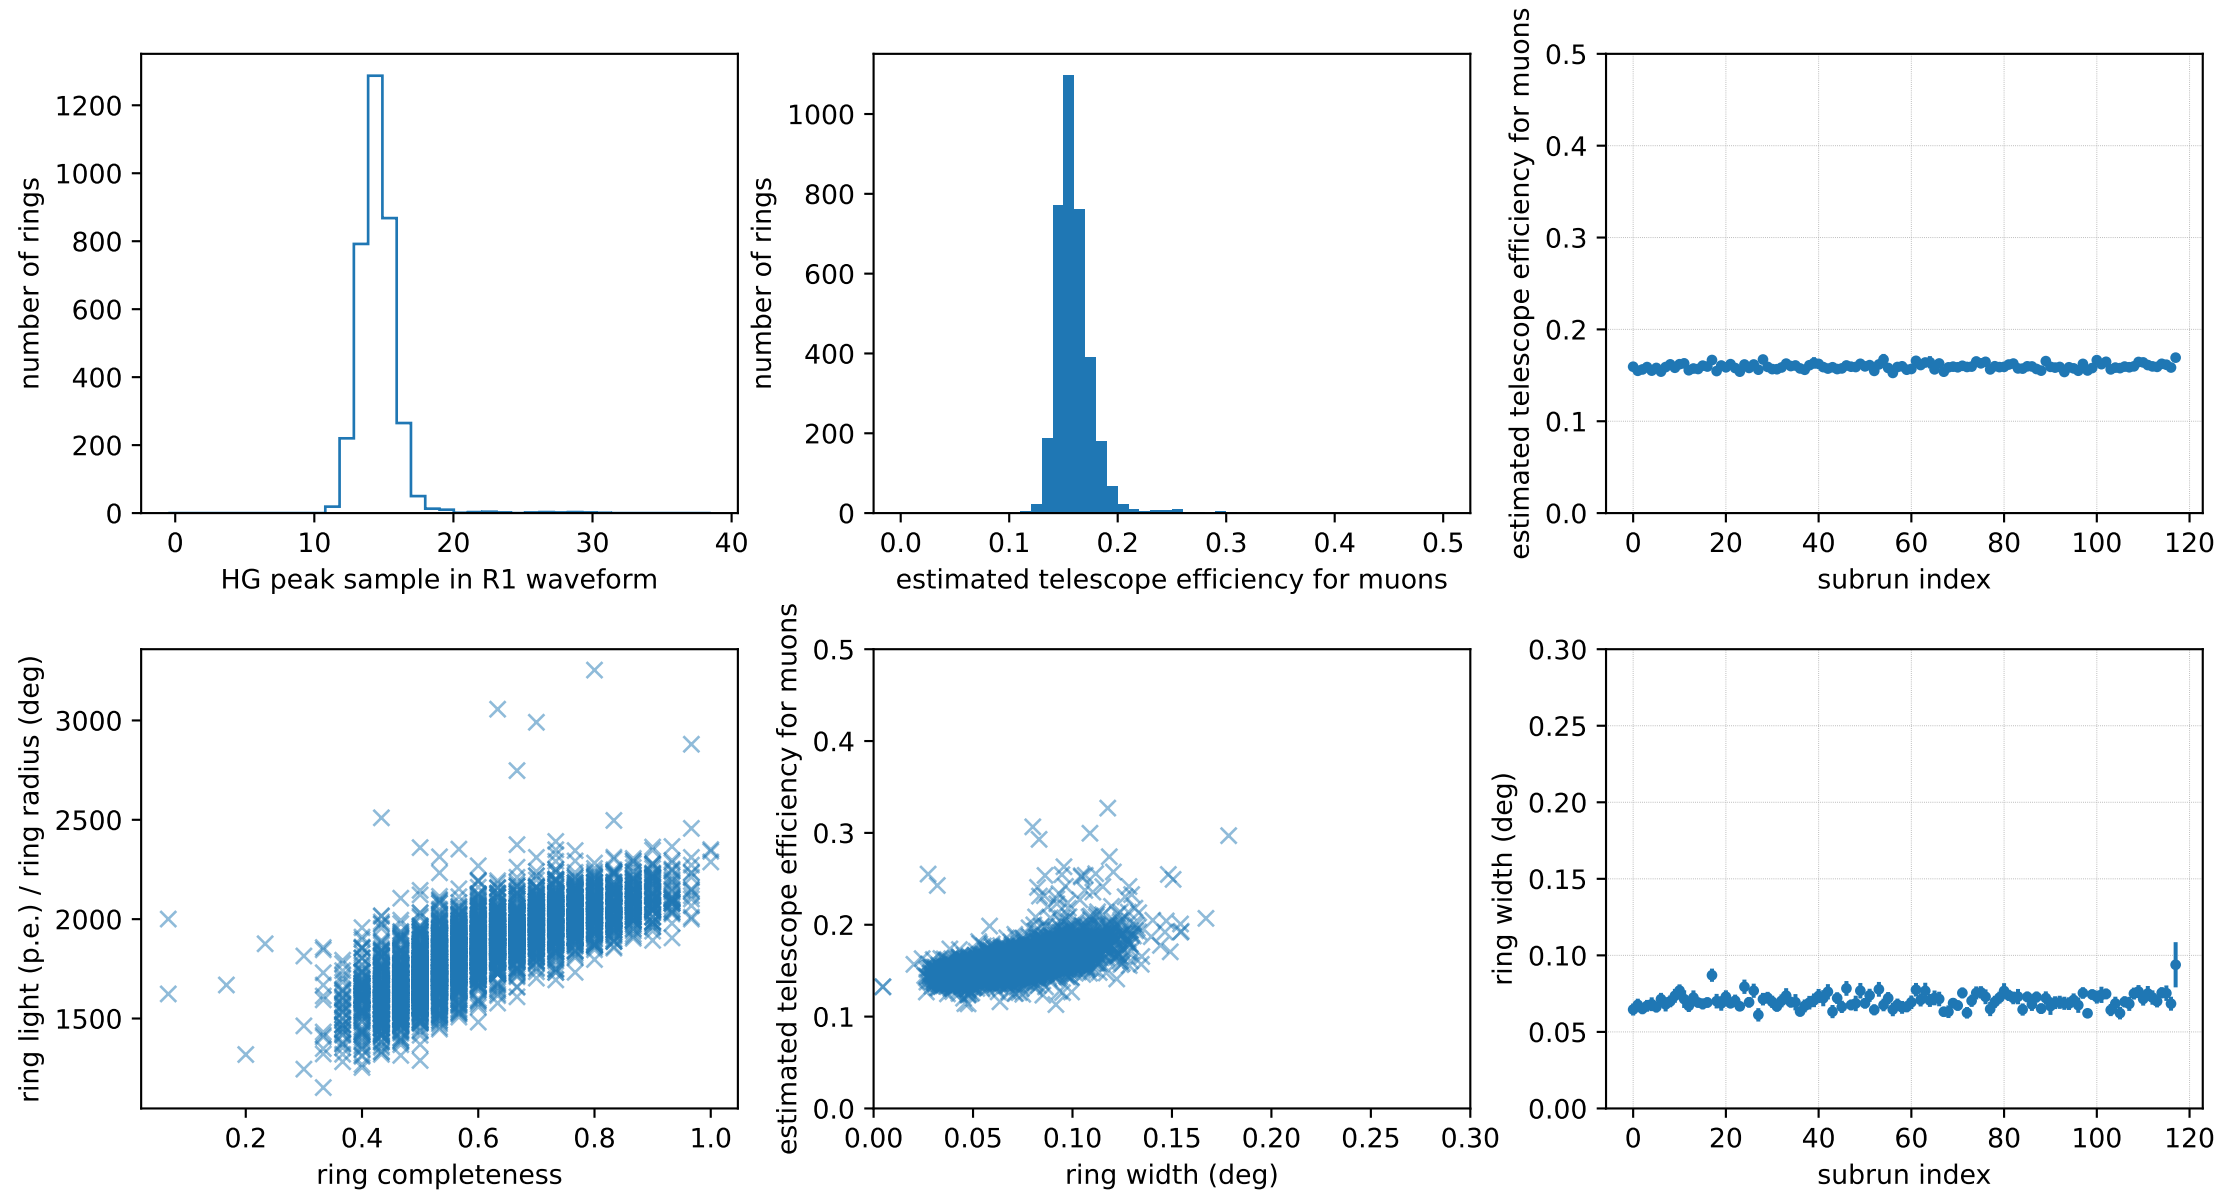 number of rings
1200
1000
800
600
400
200
0
0 10 20 30 40
HG peak sample in R1 waveform
number of rings
1000
800
600
400
200
0
0.0 0.1 0.2 0.3 0.4 0.5
estimated telescope efficiency for muons
estimated telescope efficiency for muons
0.5
0.4
0.3
0.2
0.1
0.0
0 20 40 60 80 100 120
subrun index
ring light (p.e.) / ring radius (deg)
3000
2500
2000
1500
0.2 0.4 0.6 0.8 1.0
ring completeness
estimated telescope efficiency for muons
0.5
0.4
0.3
0.2
0.1
0.0
0.00 0.05 0.10 0.15 0.20 0.25 0.30
ring width (deg)
ring width (deg)
0.30
0.25
0.20
0.15
0.10
0.05
0.00
0 20 40 60 80 100 120
subrun index